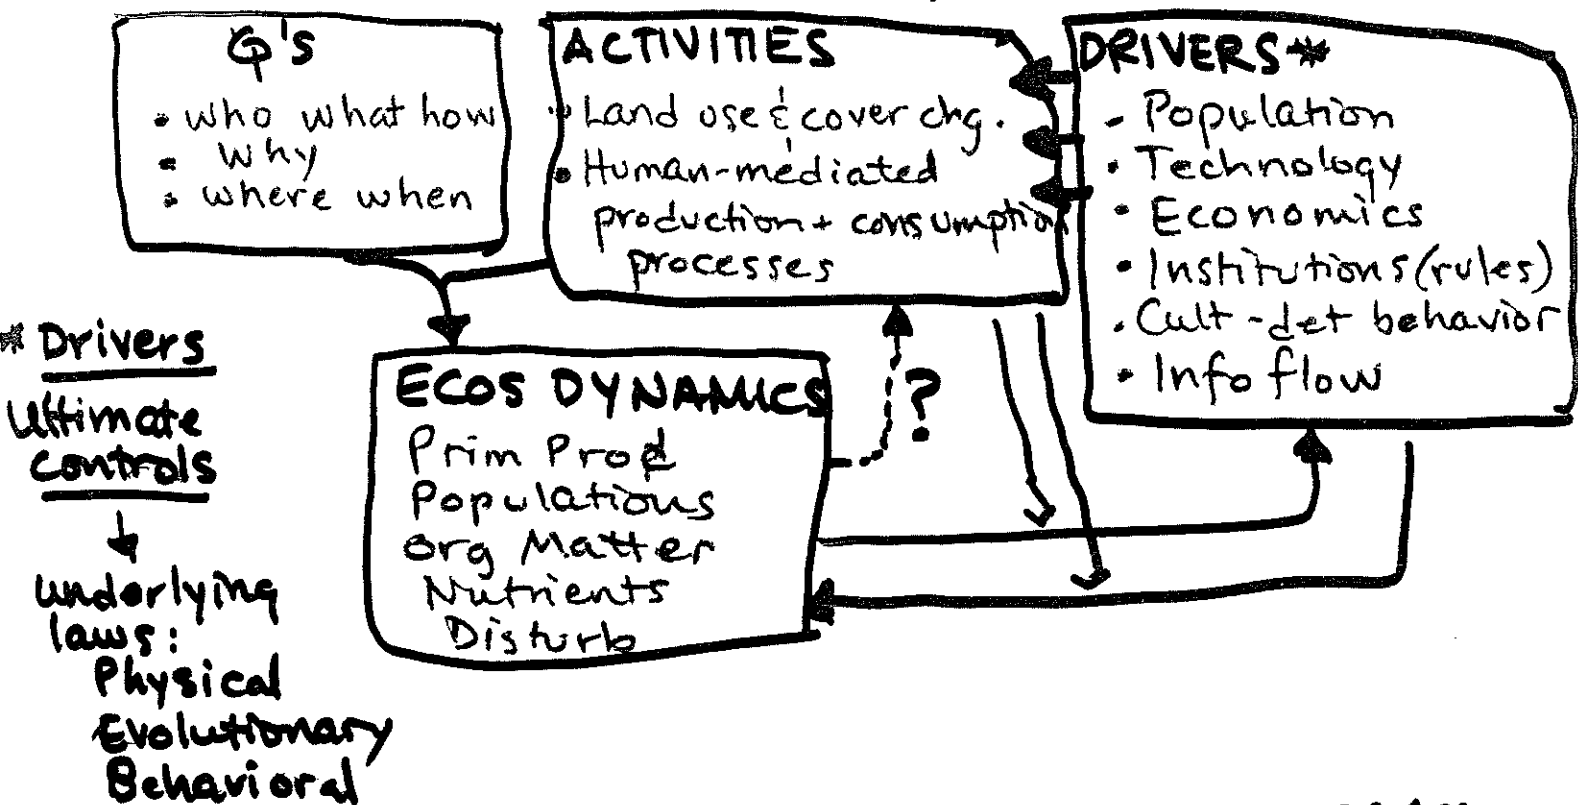 Q's
• who what how
• why
• where when
ACTIVITIES
• Land use & cover chg.
• Human-mediated
production + consumption
processes
DRIVERS*
- Population
• Technology
• Economics
• Institutions (rules)
• Cult-det behavior
• Info flow
* Drivers
Ultimate
Controls
underlying
laws:
Physical
Evolutionary
Behavioral
ECOS DYNAMICS
Prim Prod
Populations
Org Matter
Nutrients
Disturb
?